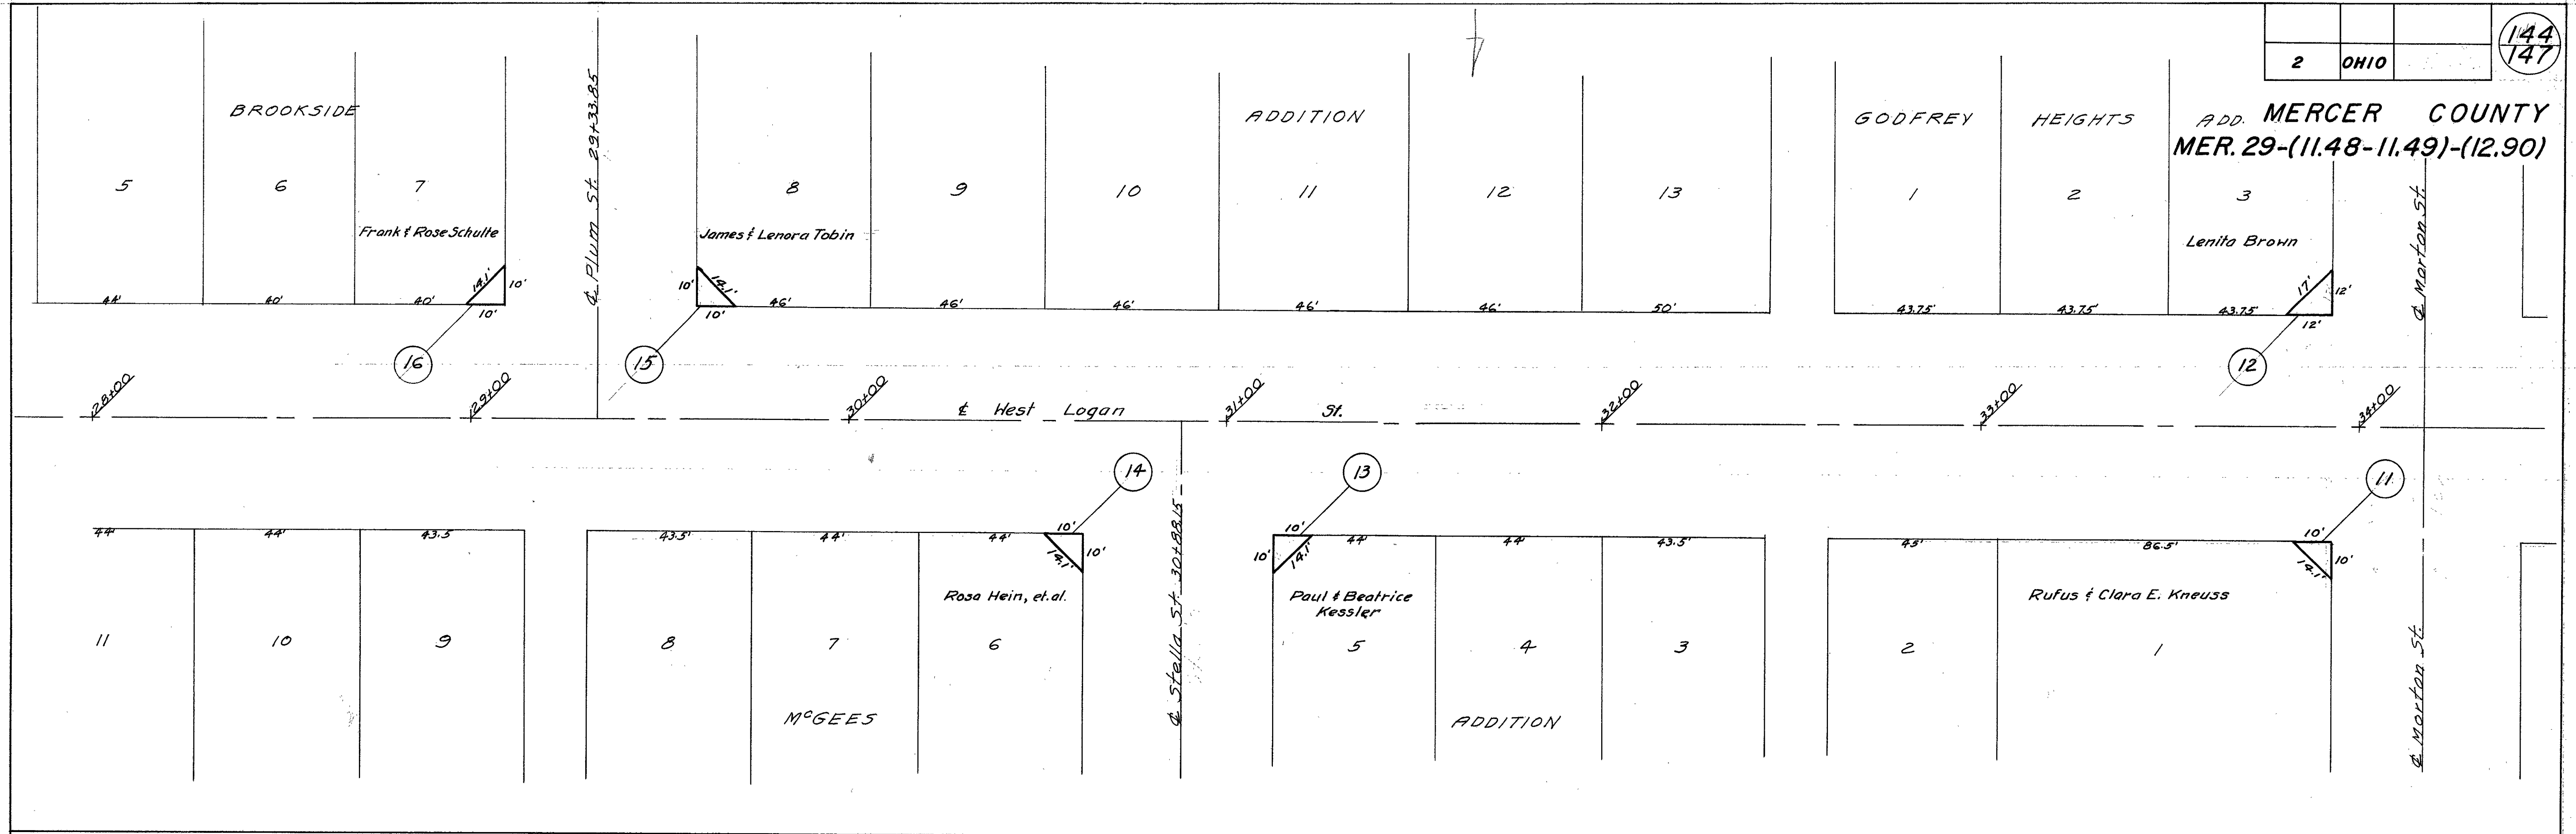 144
147
2 OHIO
MERCER COUNTY
MER. 29-(11.48-11.49)-(12.90)
BROOKSIDE ADDITION
GODFREY HEIGHTS ADD.
5 6 7 8 9 10 11 12 13 1 2 3
Frank & Rose Schulte
James & Lenora Tobin
Lenita Brown
℄ Plum St. 29+33.85
℄ Morton St.
14.1' 10' 10' 14.1' 17' 12'
44' 40' 40' 46' 46' 46' 46' 46' 50' 43.75' 43.75' 43.75'
10' 10' 12'
16 15 12
28+00 29+00 30+00 31+00 32+00 33+00 34+00
℄ West Logan St.
14 13 11
10' 10' 10'
44' 44' 43.5 43.5' 44' 44' 44' 44' 43.5' 45' 86.5'
14.1' 10' 10' 14.1' 14.1' 10'
℄ Stella St. 30+88.15
Rosa Hein, et.al.
Paul & Beatrice
Kessler
Rufus & Clara E. Kneuss
11 10 9 8 7 6 5 4 3 2 1
McGEES ADDITION
℄ Morton St.